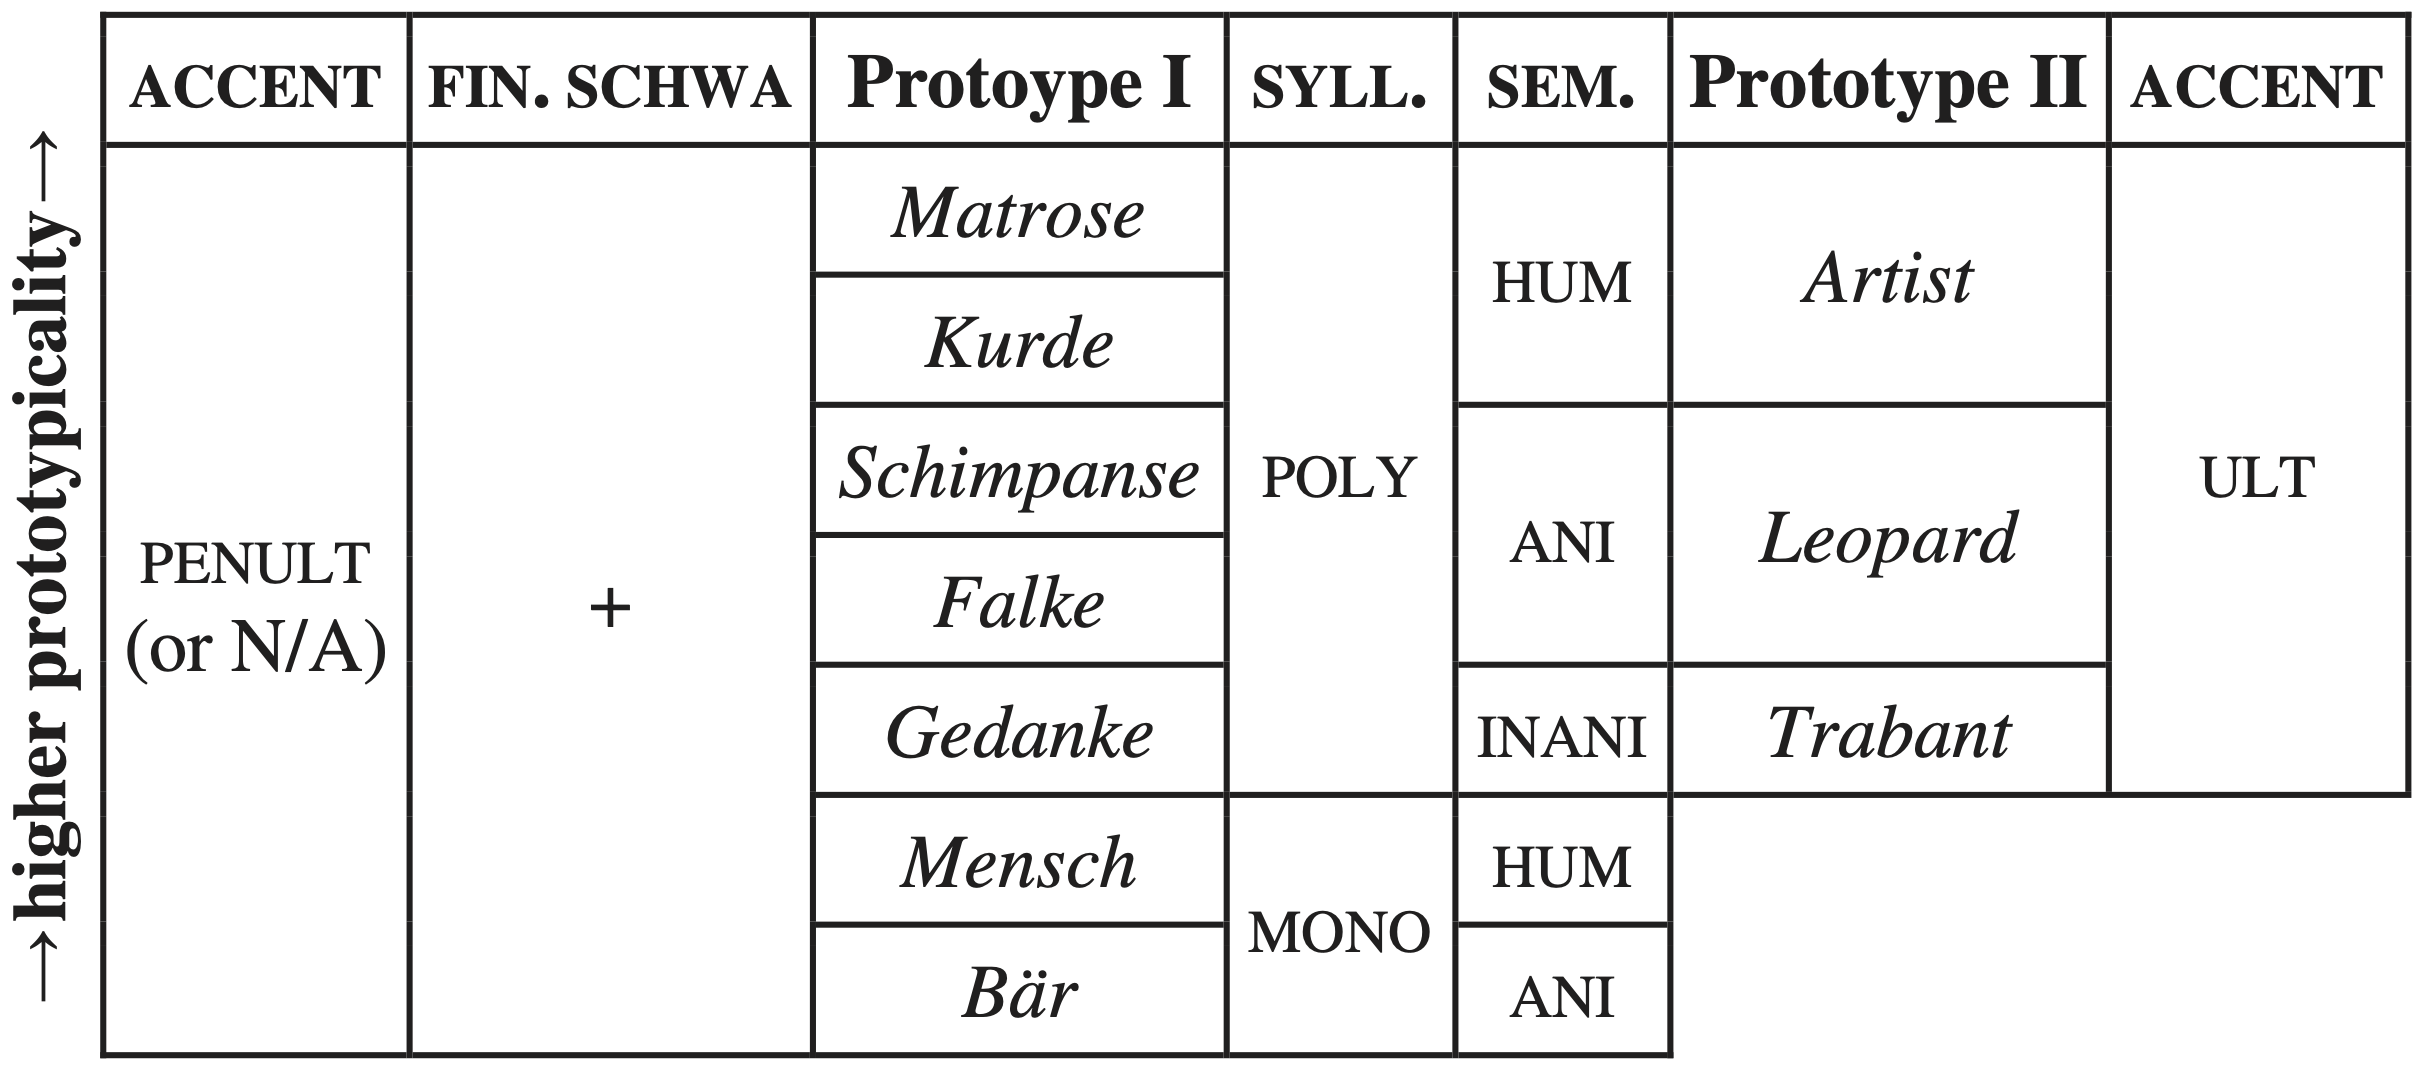 ACCENT FIN. SCHWA Protoype I SYLL. SEM. Prototype II ACCENT
→higher prototypicality→
PENULT
(or N/A)
+
Matrose
Kurde
Schimpanse
Falke
Gedanke
Mensch
Bär
POLY
MONO
HUM
ANI
INANI
HUM
ANI
Artist
Leopard
Trabant
ULT